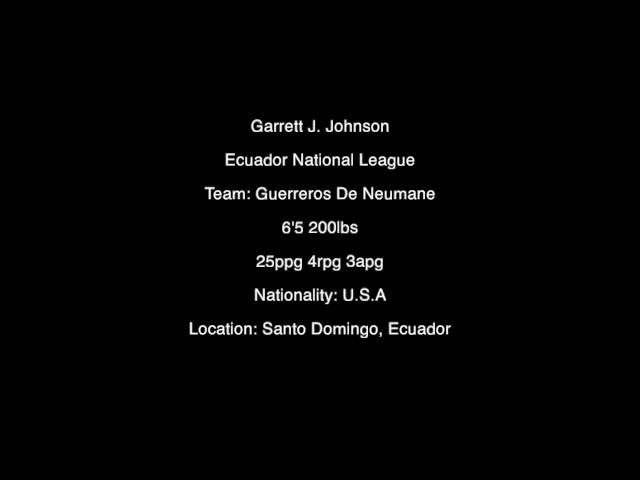 Garrett J. Johnson
Ecuador National League
Team: Guerreros De Neumane
6'5 200lbs
25ppg 4rpg 3apg
Nationality: U.S.A
Location: Santo Domingo, Ecuador